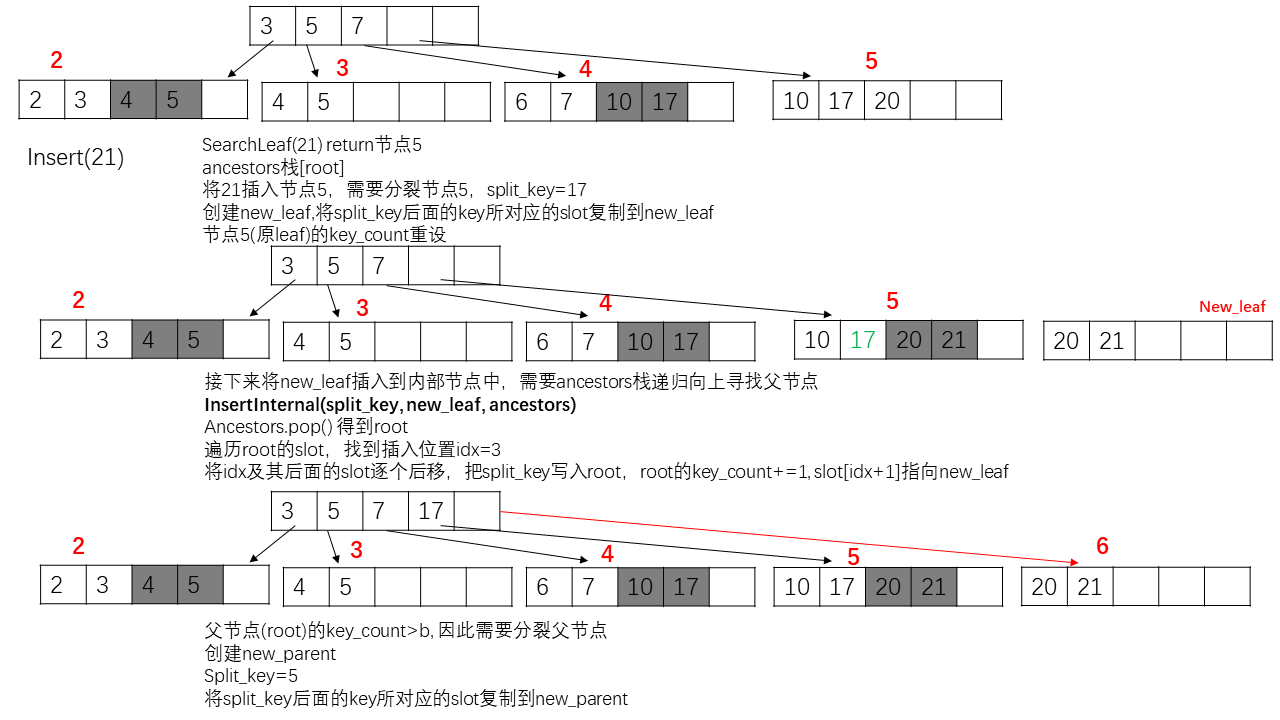 3 5 7
2 3 4 5
2 3 4 5 4 5 6 7 10 17 10 17 20
Insert(21)
SearchLeaf(21) return节点5
ancestors栈[root]
将21插入节点5，需要分裂节点5，split_key=17
创建new_leaf,将split_key后面的key所对应的slot复制到new_leaf
节点5(原leaf)的key_count重设
3 5 7
2 3 4 5 New_leaf
2 3 4 5 4 5 6 7 10 17 10 17 20 21 20 21
接下来将new_leaf插入到内部节点中，需要ancestors栈递归向上寻找父节点
InsertInternal(split_key, new_leaf, ancestors)
Ancestors.pop() 得到root
遍历root的slot，找到插入位置idx=3
将idx及其后面的slot逐个后移，把split_key写入root，root的key_count+=1, slot[idx+1]指向new_leaf
3 5 7 17
2 3 4 5 6
2 3 4 5 4 5 6 7 10 17 10 17 20 21 20 21
父节点(root)的key_count>b, 因此需要分裂父节点
创建new_parent
Split_key=5
将split_key后面的key所对应的slot复制到new_parent